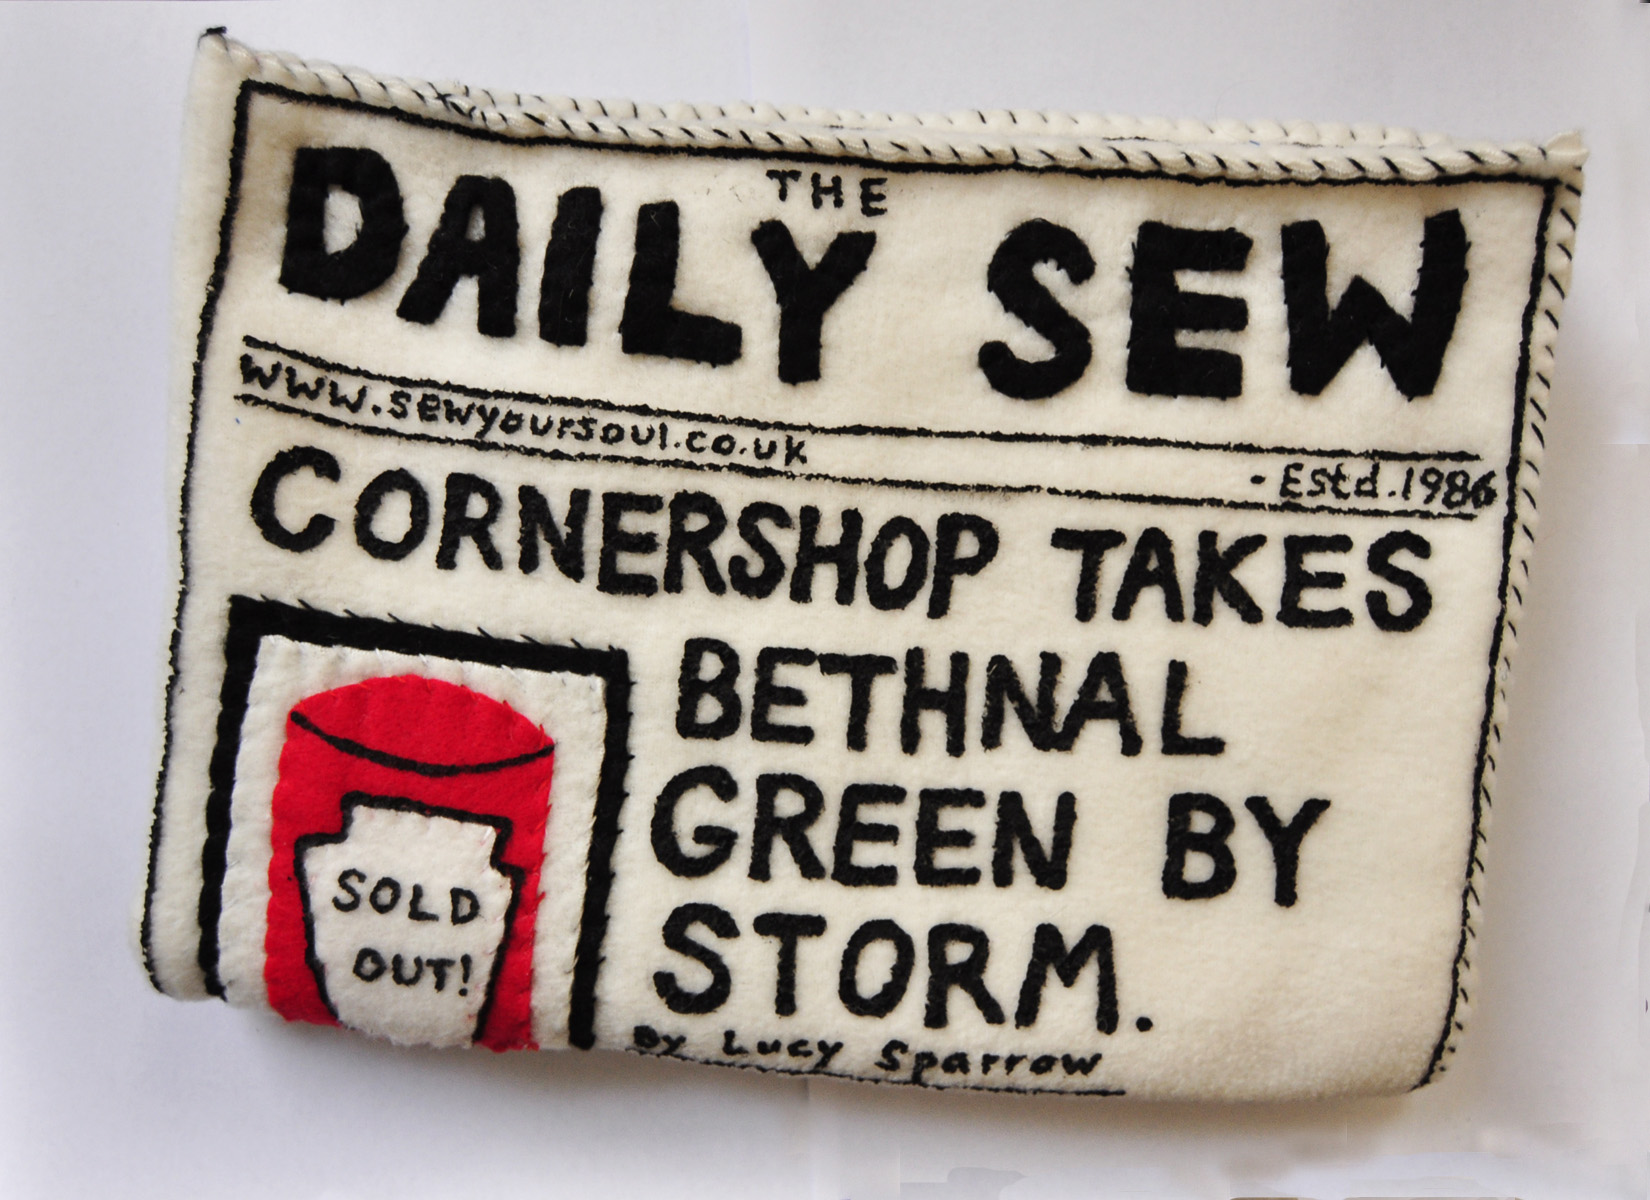 THE
DAILY SEW
www.sewyoursoul.co.uk - Estd.1986
CORNERSHOP TAKES
BETHNAL
GREEN BY
STORM.
By Lucy Sparrow
SOLD
OUT!